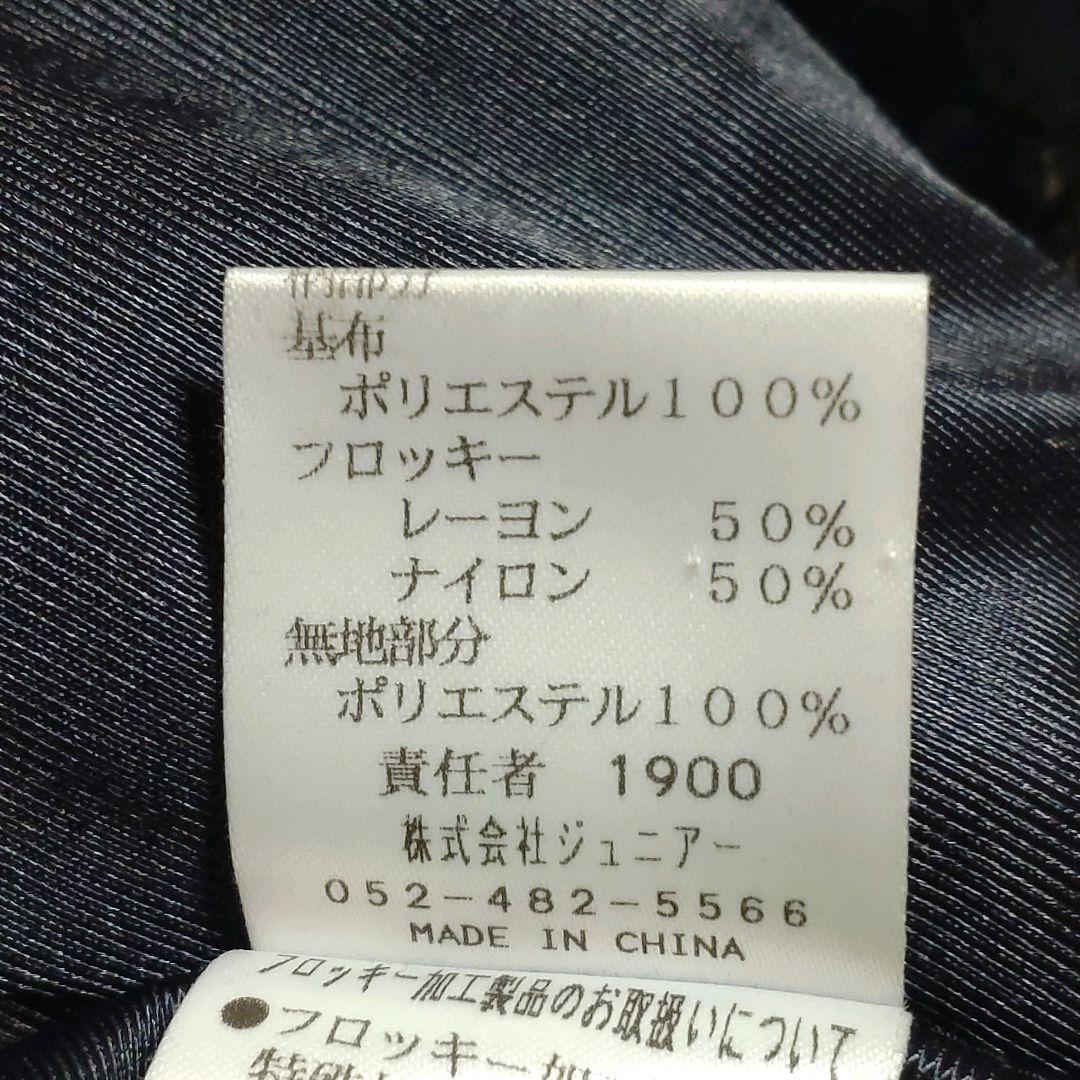 基布
ポリエステル100%
フロッキー
レーヨン 50%
ナイロン 50%
無地部分
ポリエステル100%
責任者 1900
株式会社ジュニアー
052-482-5566
MADE IN CHINA
フロッキー加工製品のお取扱いについて
●フロッキー加